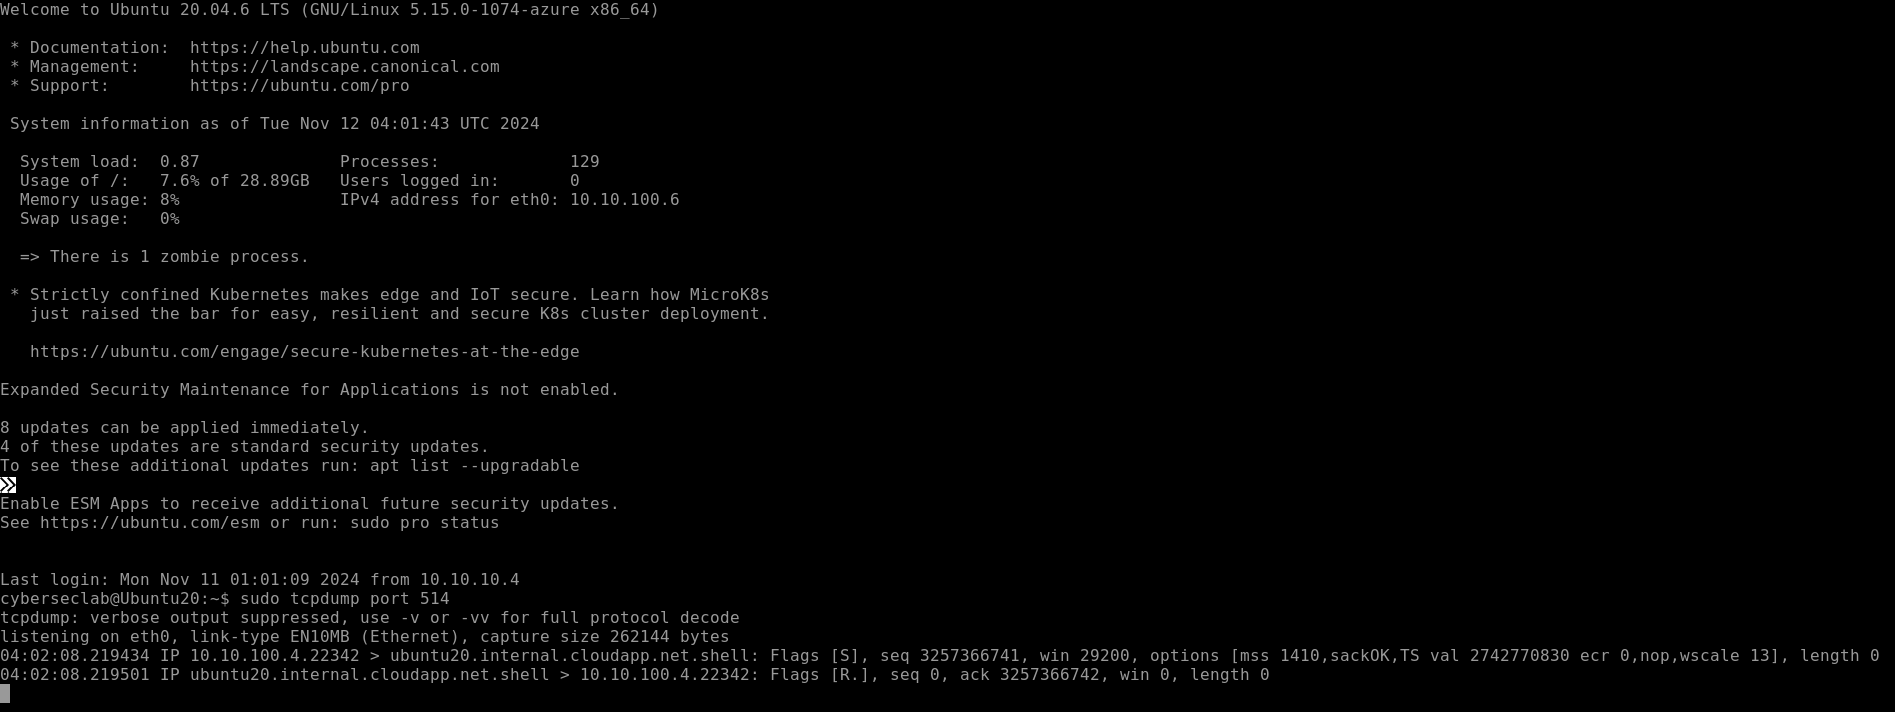 Welcome to Ubuntu 20.04.6 LTS (GNU/Linux 5.15.0-1074-azure x86_64)

 * Documentation:  https://help.ubuntu.com
 * Management:     https://landscape.canonical.com
 * Support:        https://ubuntu.com/pro

 System information as of Tue Nov 12 04:01:43 UTC 2024

  System load:  0.87              Processes:             129
  Usage of /:   7.6% of 28.89GB   Users logged in:       0
  Memory usage: 8%                IPv4 address for eth0: 10.10.100.6
  Swap usage:   0%

  => There is 1 zombie process.

 * Strictly confined Kubernetes makes edge and IoT secure. Learn how MicroK8s
   just raised the bar for easy, resilient and secure K8s cluster deployment.

   https://ubuntu.com/engage/secure-kubernetes-at-the-edge

Expanded Security Maintenance for Applications is not enabled.

8 updates can be applied immediately.
4 of these updates are standard security updates.
To see these additional updates run: apt list --upgradable
»
Enable ESM Apps to receive additional future security updates.
See https://ubuntu.com/esm or run: sudo pro status


Last login: Mon Nov 11 01:01:09 2024 from 10.10.10.4
cyberseclab@Ubuntu20:~$ sudo tcpdump port 514
tcpdump: verbose output suppressed, use -v or -vv for full protocol decode
listening on eth0, link-type EN10MB (Ethernet), capture size 262144 bytes
04:02:08.219434 IP 10.10.100.4.22342 > ubuntu20.internal.cloudapp.net.shell: Flags [S], seq 3257366741, win 29200, options [mss 1410,sackOK,TS val 2742770830 ecr 0,nop,wscale 13], length 0
04:02:08.219501 IP ubuntu20.internal.cloudapp.net.shell > 10.10.100.4.22342: Flags [R.], seq 0, ack 3257366742, win 0, length 0